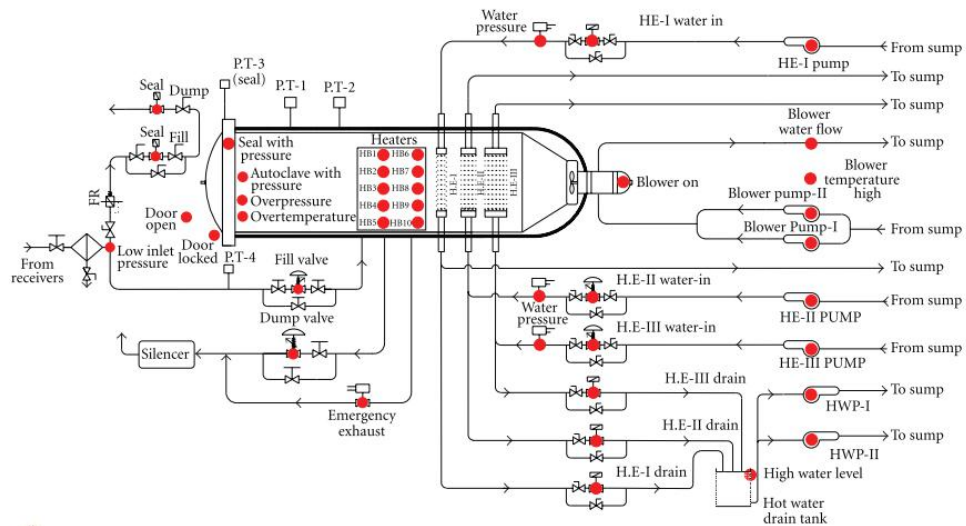 Water
pressure
HE-I water in
From sump
HE-I pump
P.T-3
(seal)
To sump
P.T-1
P.T-2
Seal
Dump
To sump
Blower
water flow
Seal
Fill
Heaters
Seal with
pressure
To sump
HB1
HB6
HB2
HB7
HB3
HB8
HB4
HB9
HB5
HB10
H.E-I
H.E-II
H.E-III
Autoclave with
pressure
Overpressure
Overtemperature
Blower on
Blower
temperature
high
Blower pump-II
Blower Pump-I
From sump
FR
Door
open
Door
locked
From
receivers
Low inlet
pressure
P.T-4
Fill valve
To sump
H.E-II water-in
From sump
HE-II PUMP
Dump valve
Water
pressure
H.E-III water-in
From sump
HE-III PUMP
Silencer
H.E-III drain
To sump
HWP-I
Emergency
exhaust
H.E-II drain
To sump
HWP-II
H.E-I drain
High water level
Hot water
drain tank